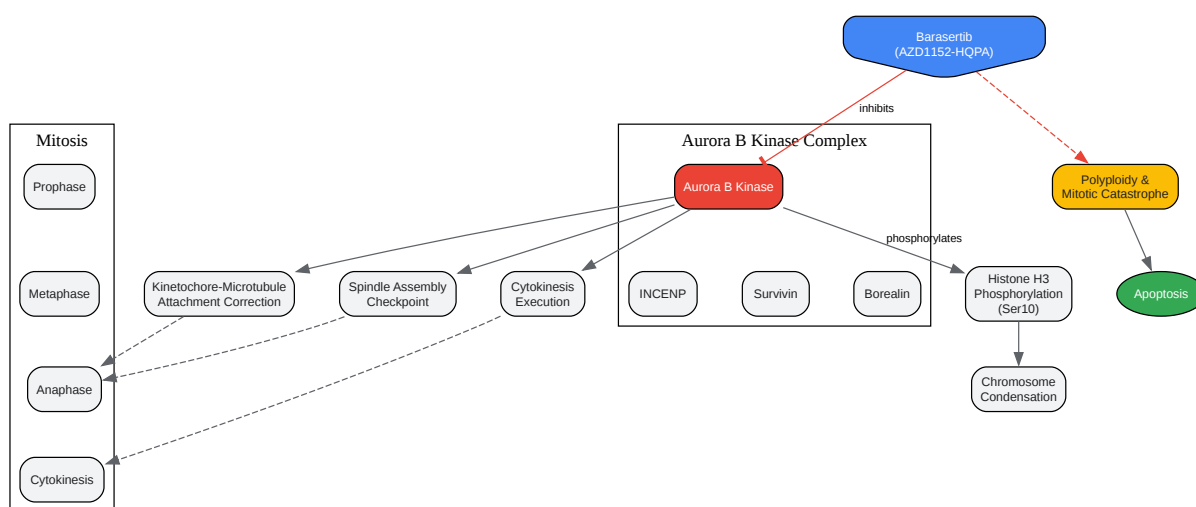 Barasertib
(AZD1152-HQPA)
inhibits
Mitosis
Aurora B Kinase Complex
Prophase
Aurora B Kinase
Polyploidy &
Mitotic Catastrophe
phosphorylates
Metaphase
Kinetochore-Microtubule
Attachment Correction
Spindle Assembly
Checkpoint
Cytokinesis
Execution
INCENP
Survivin
Borealin
Histone H3
Phosphorylation
(Ser10)
Apoptosis
Anaphase
Chromosome
Condensation
Cytokinesis